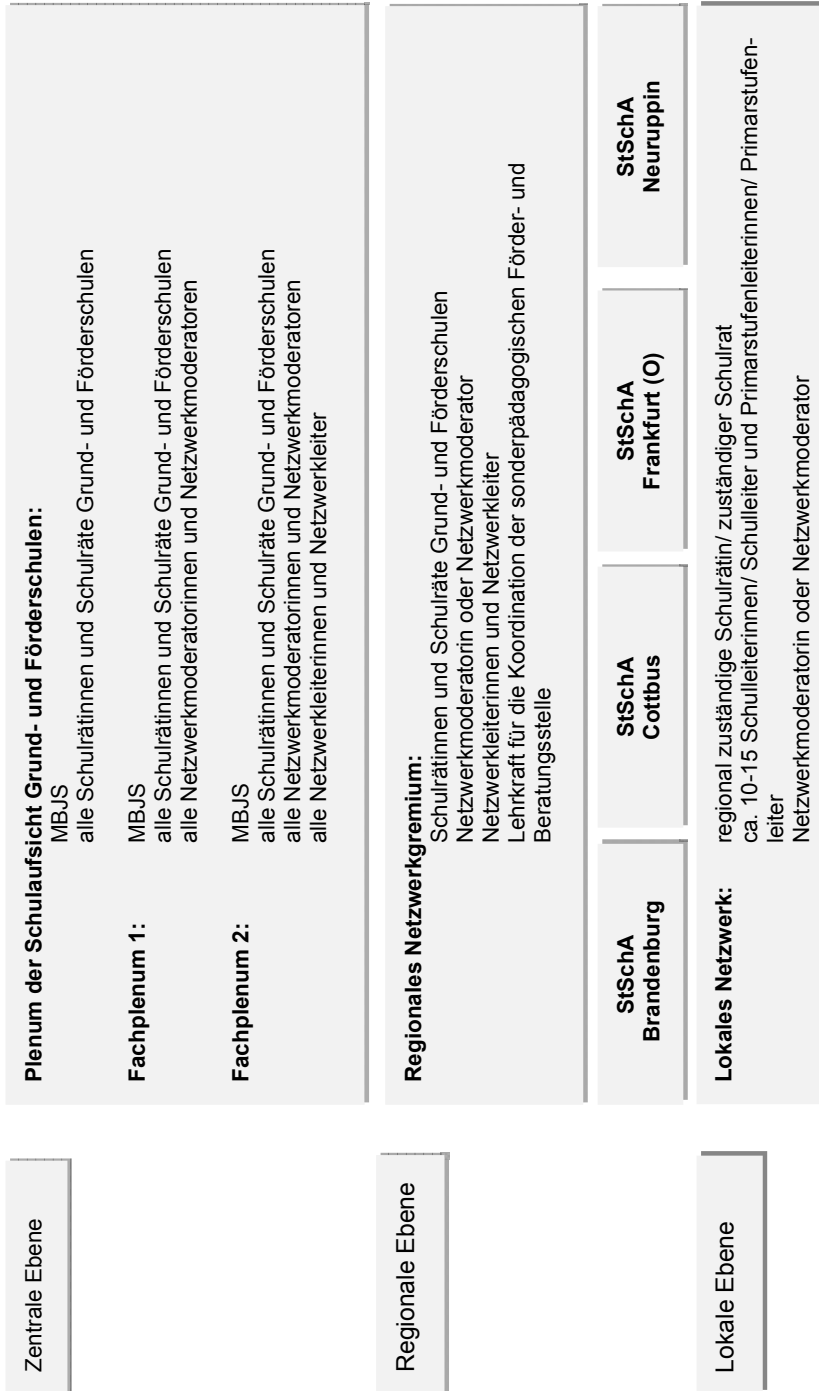 Zentrale Ebene
Plenum der Schulaufsicht Grund- und Förderschulen:
MBJS
alle Schulrätinnen und Schulräte Grund- und Förderschulen
Fachplenum 1:
MBJS
alle Schulrätinnen und Schulräte Grund- und Förderschulen
alle Netzwerkmoderatorinnen und Netzwerkmoderatoren
Fachplenum 2:
MBJS
alle Schulrätinnen und Schulräte Grund- und Förderschulen
alle Netzwerkmoderatorinnen und Netzwerkmoderatoren
alle Netzwerkleiterinnen und Netzwerkleiter
Regionale Ebene
Regionales Netzwerkgremium:
Schulrätinnen und Schulräte Grund- und Förderschulen
Netzwerkmoderatorin oder Netzwerkmoderator
Netzwerkleiterinnen und Netzwerkleiter
Lehrkraft für die Koordination der sonderpädagogischen Förder- und
Beratungsstelle
StSchA
Brandenburg
StSchA
Cottbus
StSchA
Frankfurt (O)
StSchA
Neuruppin
Lokale Ebene
Lokales Netzwerk:
regional zuständige Schulrätin/ zuständiger Schulrat
ca. 10-15 Schulleiterinnen/ Schulleiter und Primarstufenleiterinnen/ Primarstufen-
leiter
Netzwerkmoderatorin oder Netzwerkmoderator